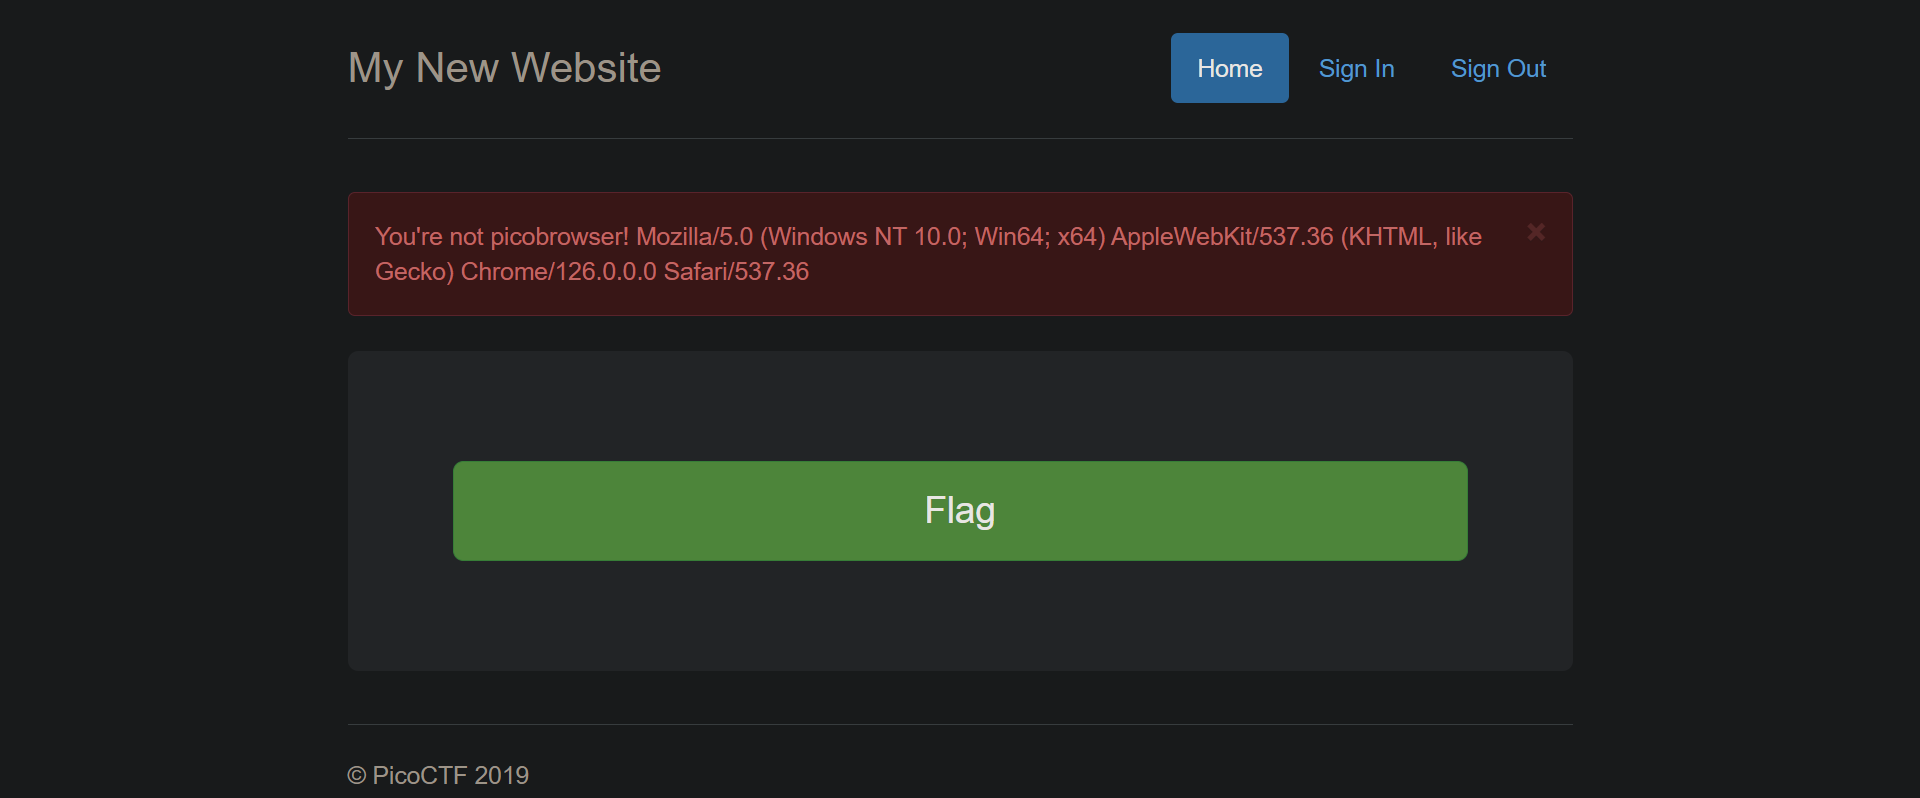 My New Website
Home
Sign In
Sign Out
You're not picobrowser! Mozilla/5.0 (Windows NT 10.0; Win64; x64) AppleWebKit/537.36 (KHTML, like
Gecko) Chrome/126.0.0.0 Safari/537.36
×
Flag
© PicoCTF 2019